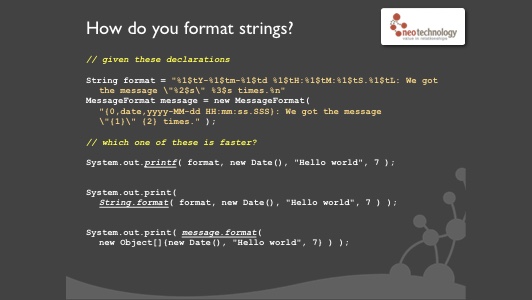 How do you format strings?
neotechnology
value in relationships
// given these declarations
String format = "%1$tY-%1$tm-%1$td %1$tH:%1$tM:%1$tS.%1$tL: We got
the message \"%2$s\" %3$s times.%n"
MessageFormat message = new MessageFormat(
"{0,date,yyyy-MM-dd HH:mm:ss.SSS}: We got the message
\"{1}\" {2} times." );
// which one of these is faster?
System.out.printf( format, new Date(), "Hello world", 7 );
System.out.print(
String.format( format, new Date(), "Hello world", 7 ) );
System.out.print( message.format(
new Object[]{new Date(), "Hello world", 7} ) );